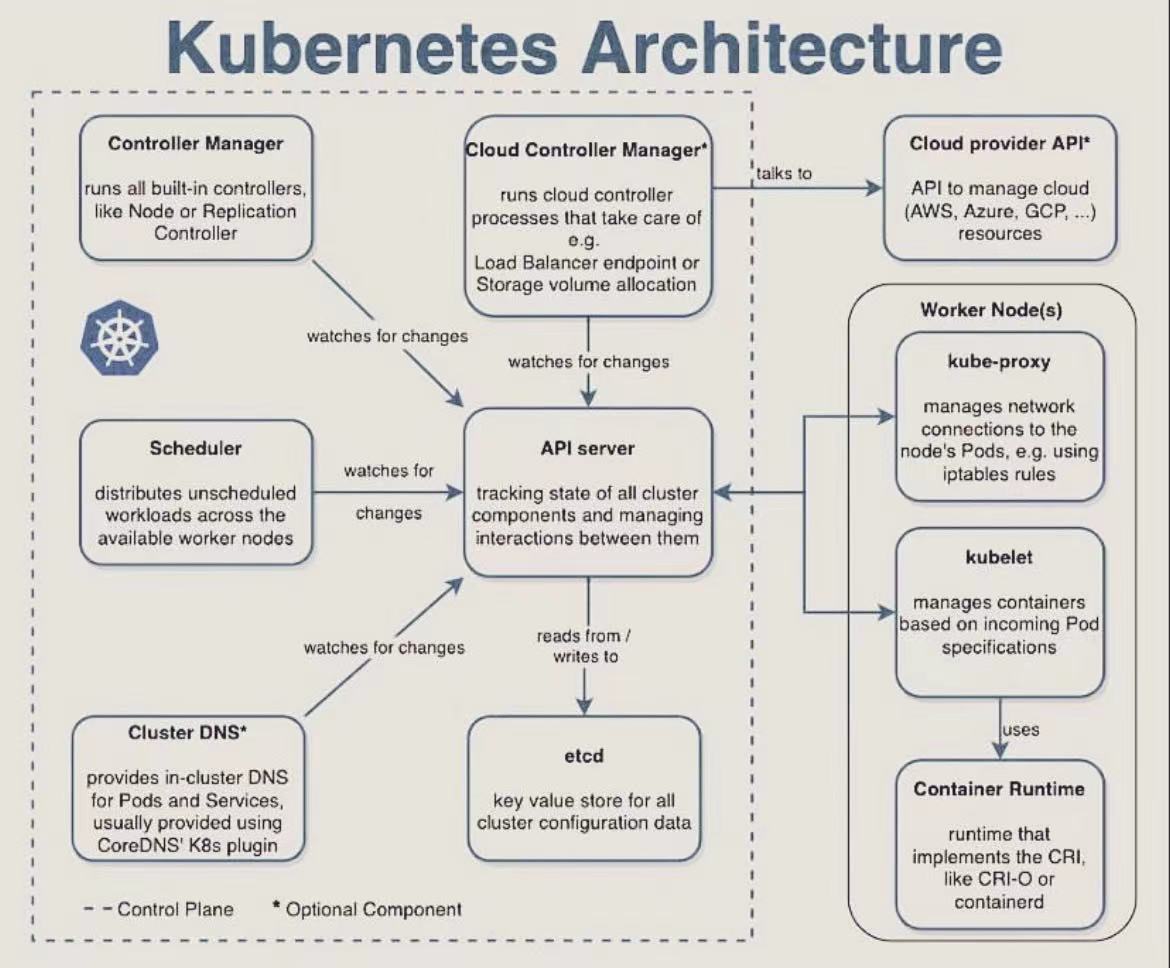 Kubernetes Architecture
Controller Manager
runs all built-in controllers,
like Node or Replication
Controller
Cloud Controller Manager*
runs cloud controller
processes that take care of
e.g.
Load Balancer endpoint or
Storage volume allocation
talks to
Cloud provider API*
API to manage cloud
(AWS, Azure, GCP, ...)
resources
watches for changes
watches for changes
Scheduler
distributes unscheduled
workloads across the
available worker nodes
watches for
changes
API server
tracking state of all cluster
components and managing
interactions between them
Worker Node(s)
kube-proxy
manages network
connections to the
node's Pods, e.g. using
iptables rules
kubelet
manages containers
based on incoming Pod
specifications
uses
Container Runtime
runtime that
implements the CRI,
like CRI-O or
containerd
watches for changes
reads from /
writes to
Cluster DNS*
provides in-cluster DNS
for Pods and Services,
usually provided using
CoreDNS' K8s plugin
etcd
key value store for all
cluster configuration data
-- Control Plane
* Optional Component